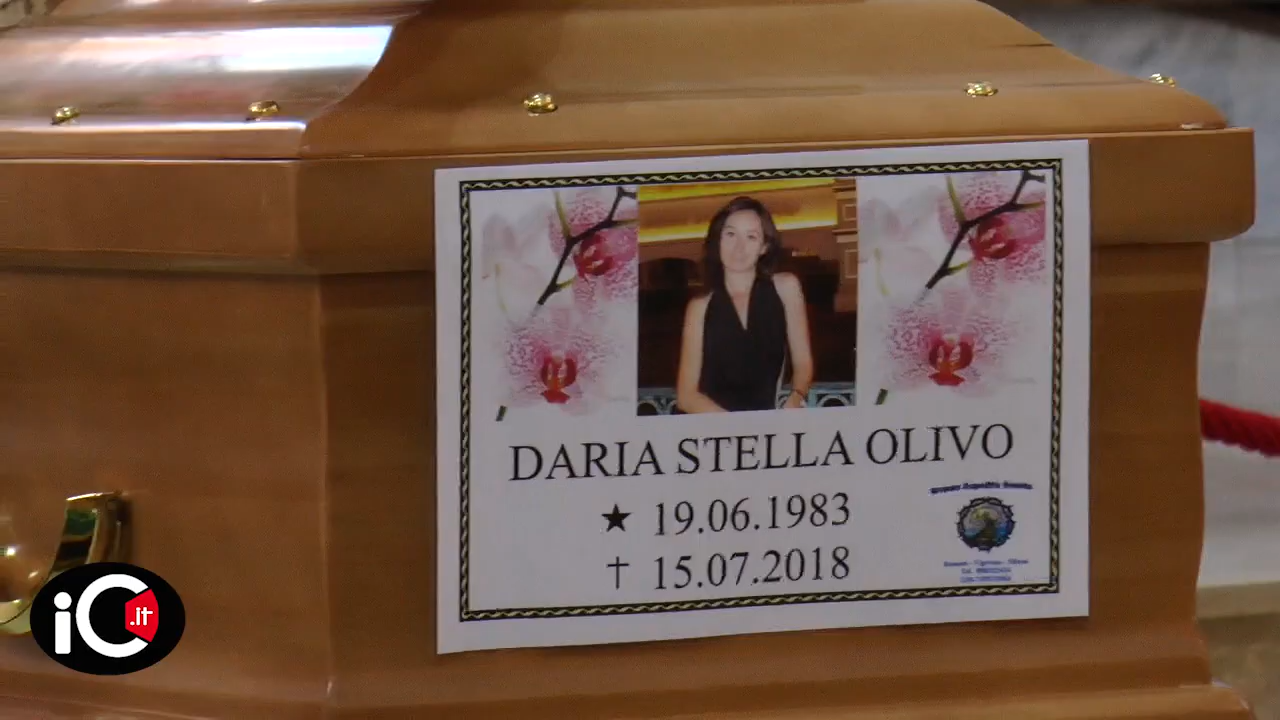 DARIA STELLA OLIVO
★ 19.06.1983
† 15.07.2018
iC.it